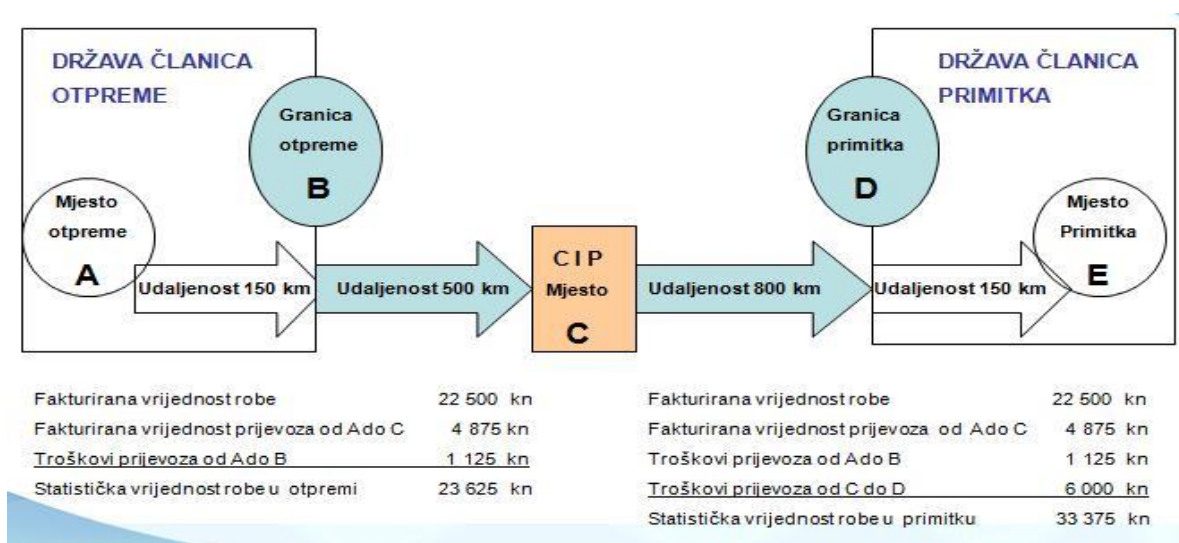 DRŽAVA ČLANICA
OTPREME
Granica
otpreme
B
Mjesto
otpreme
A
Udaljenost 150 km
Udaljenost 500 km
C I P
Mjesto
C
Udaljenost 800 km
DRŽAVA ČLANICA
PRIMITKA
Granica
primitka
D
Udaljenost 150 km
Mjesto
Primitka
E
Fakturirana vrijednost robe 22 500 kn
Fakturirana vrijednost prijevoza od A do C 4 875 kn
Troškovi prijevoza od A do B 1 125 kn
Statistička vrijednost robe u otpremi 23 625 kn
Fakturirana vrijednost robe 22 500 kn
Fakturirana vrijednost prijevoza od A do C 4 875 kn
Troškovi prijevoza od A do B 1 125 kn
Troškovi prijevoza od C do D 6 000 kn
Statistička vrijednost robe u primitku 33 375 kn